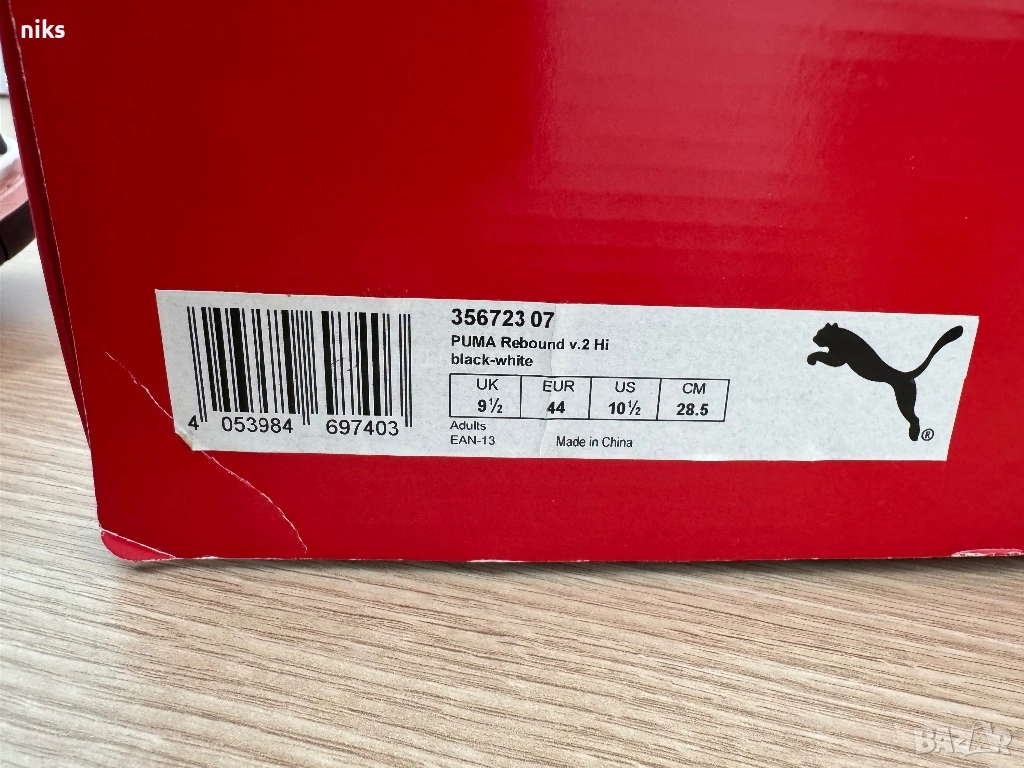 niks
356723 07
PUMA Rebound v.2 Hi
black-white
UK EUR US CM
9½ 44 10½ 28.5
Adults
EAN-13 Made in China
4 053984 697403
®
BAZAR